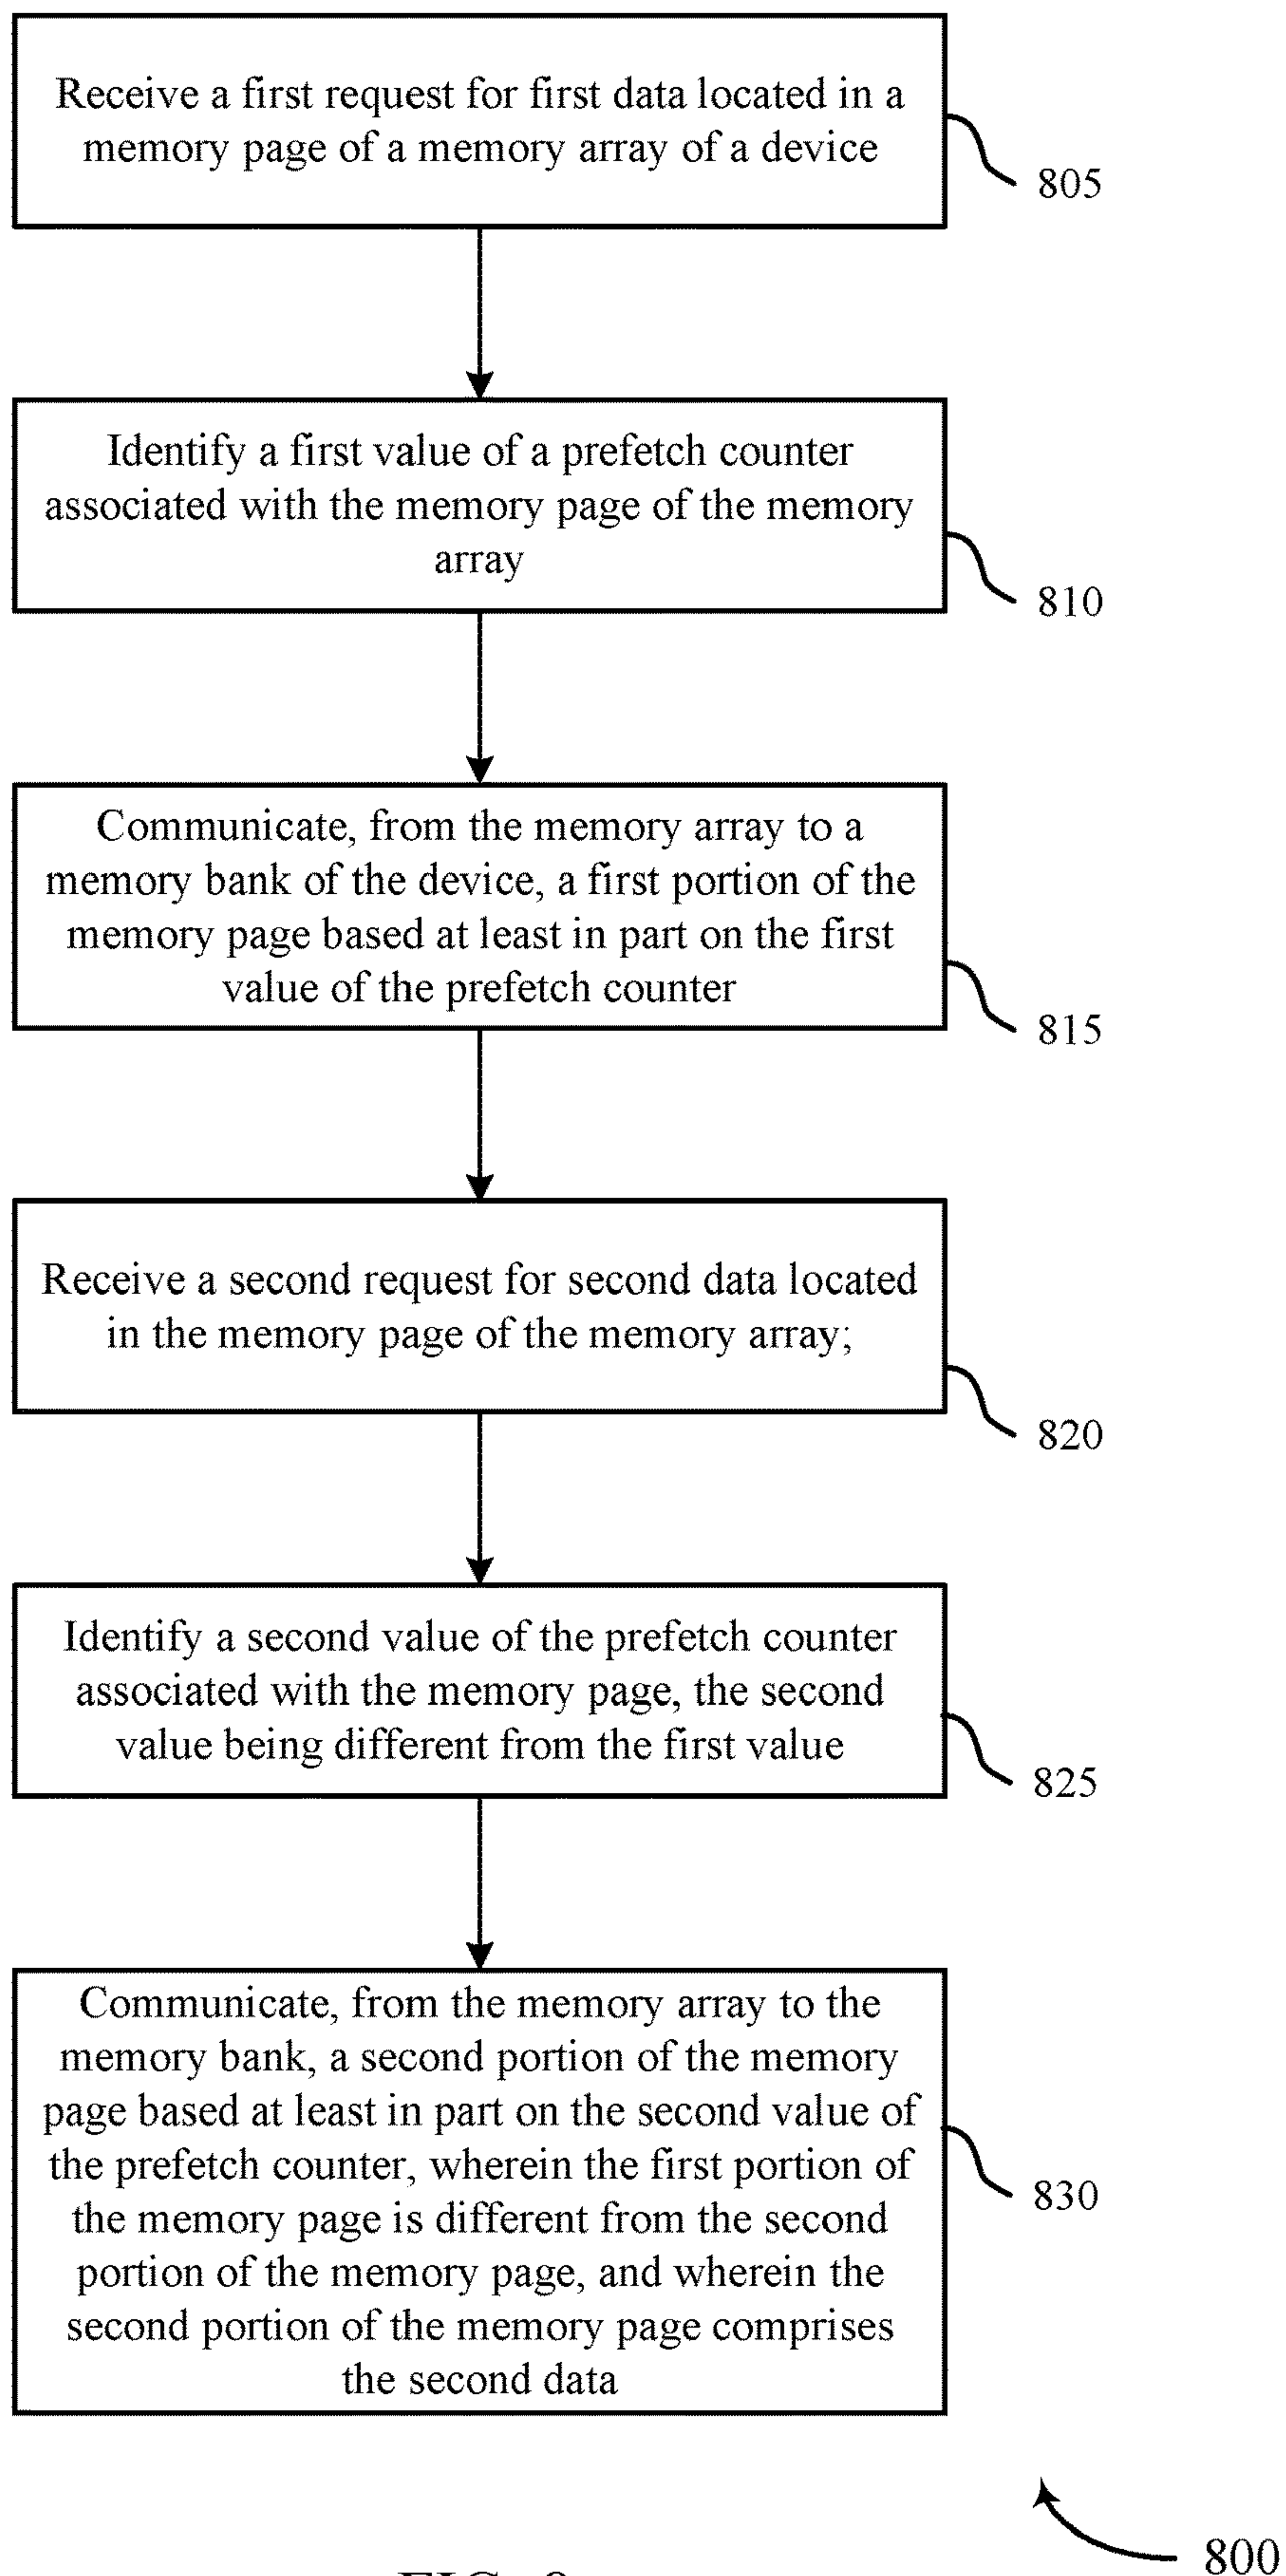 Receive a first request for first data located in a
memory page of a memory array of a device
805
Identify a first value of a prefetch counter
associated with the memory page of the memory
array
810
Communicate, from the memory array to a
memory bank of the device, a first portion of the
memory page based at least in part on the first
value of the prefetch counter
815
Receive a second request for second data located
in the memory page of the memory array;
820
Identify a second value of the prefetch counter
associated with the memory page, the second
value being different from the first value
825
Communicate, from the memory array to the
memory bank, a second portion of the memory
page based at least in part on the second value of
the prefetch counter, wherein the first portion of
the memory page is different from the second
portion of the memory page, and wherein the
second portion of the memory page comprises
the second data
830
800